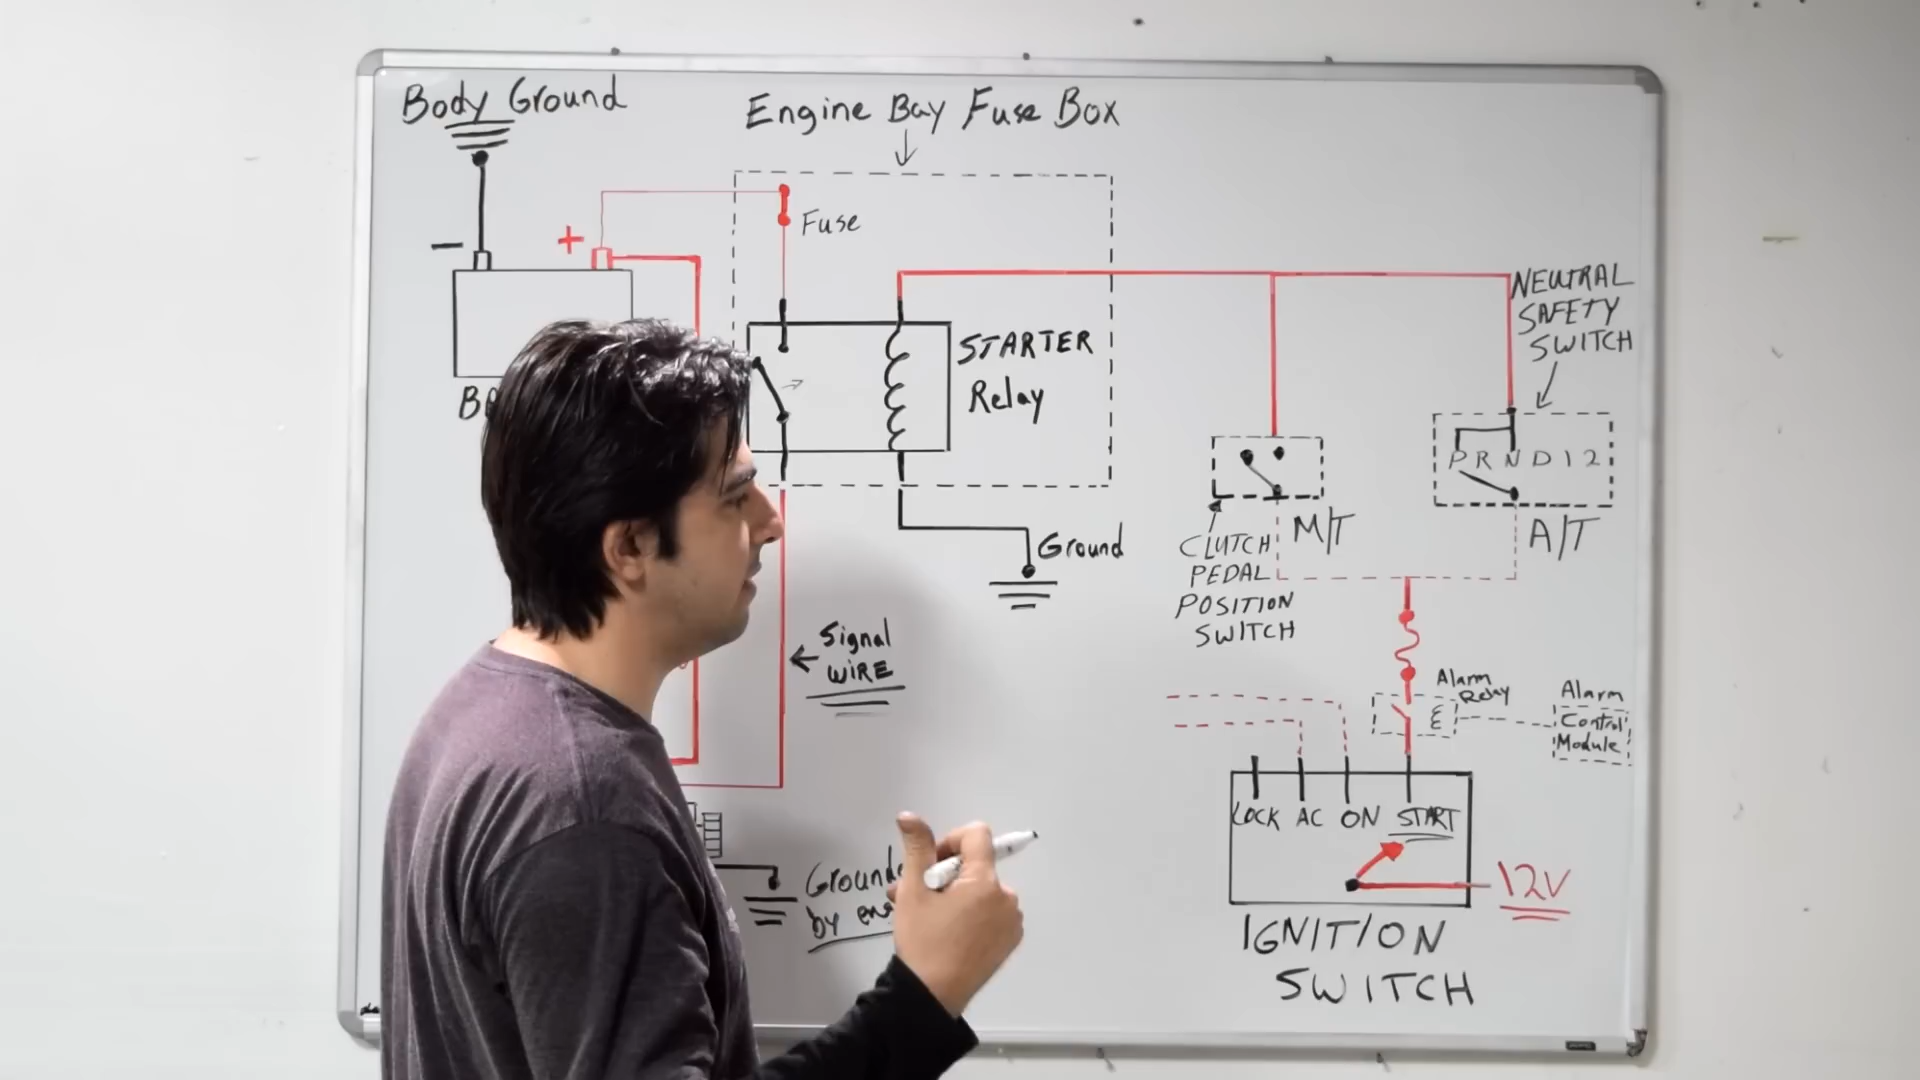 Body Ground
Engine Bay Fuse Box
−
+
Fuse
STARTER
Relay
NEUTRAL
SAFETY
SWITCH
P R N D 1 2
M/T
A/T
Ground
CLUTCH
PEDAL
POSITION
SWITCH
Signal
WIRE
Alarm
Relay
Alarm
Control
Module
LOCK AC ON START
12V
IGNITION
SWITCH
by